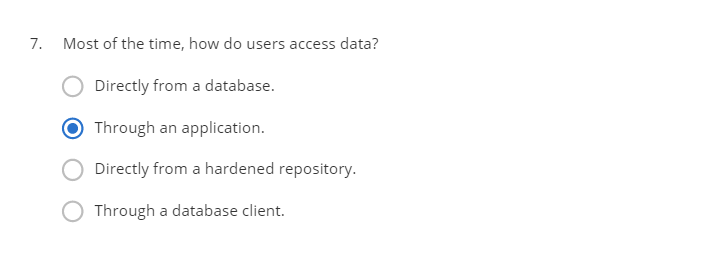 7. Most of the time, how do users access data?
Directly from a database.
Through an application.
Directly from a hardened repository.
Through a database client.